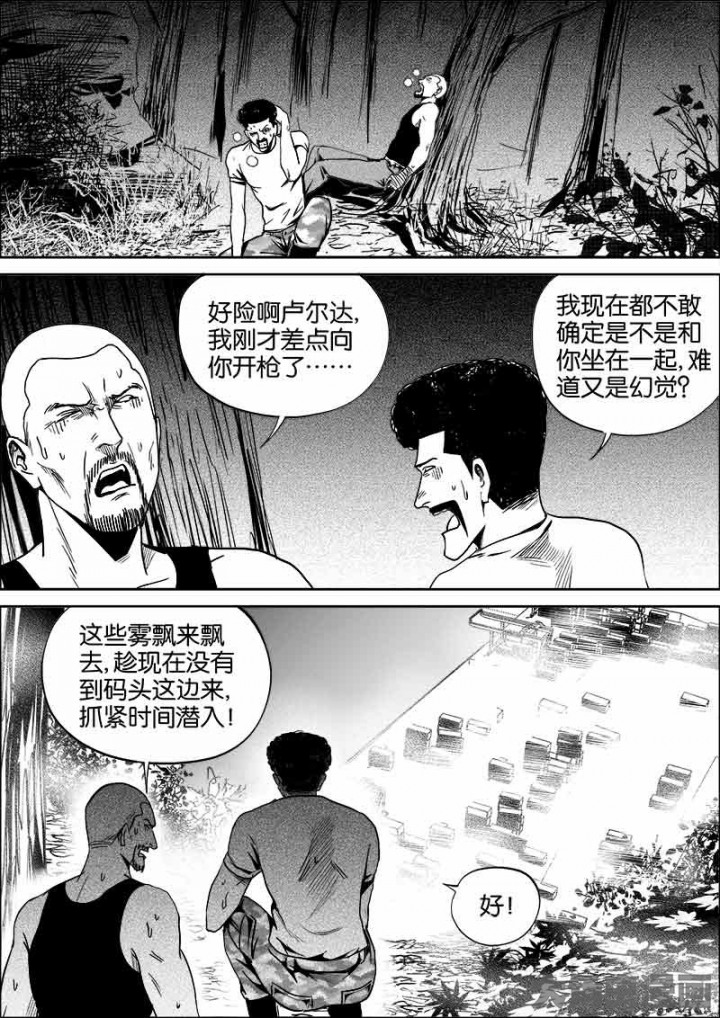 好险啊卢尔达,
我刚才差点向
你开枪了……
我现在都不敢
确定是不是和
你坐在一起,难
道又是幻觉?
这些雾飘来飘
去,趁现在没有
到码头这边来,
抓紧时间潜入!
好!